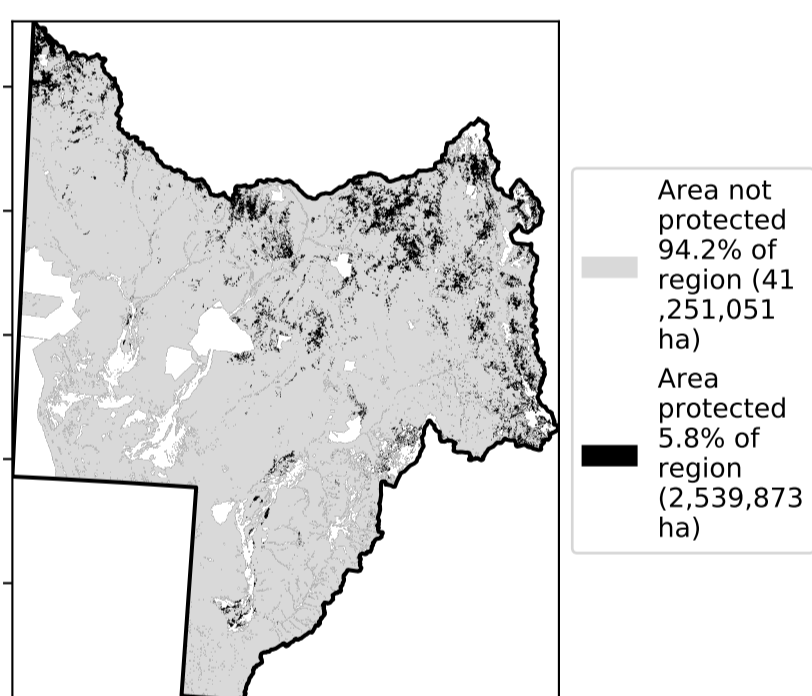 Area not
protected
94.2% of
region (41
,251,051
ha)
Area
protected
5.8% of
region
(2,539,873
ha)